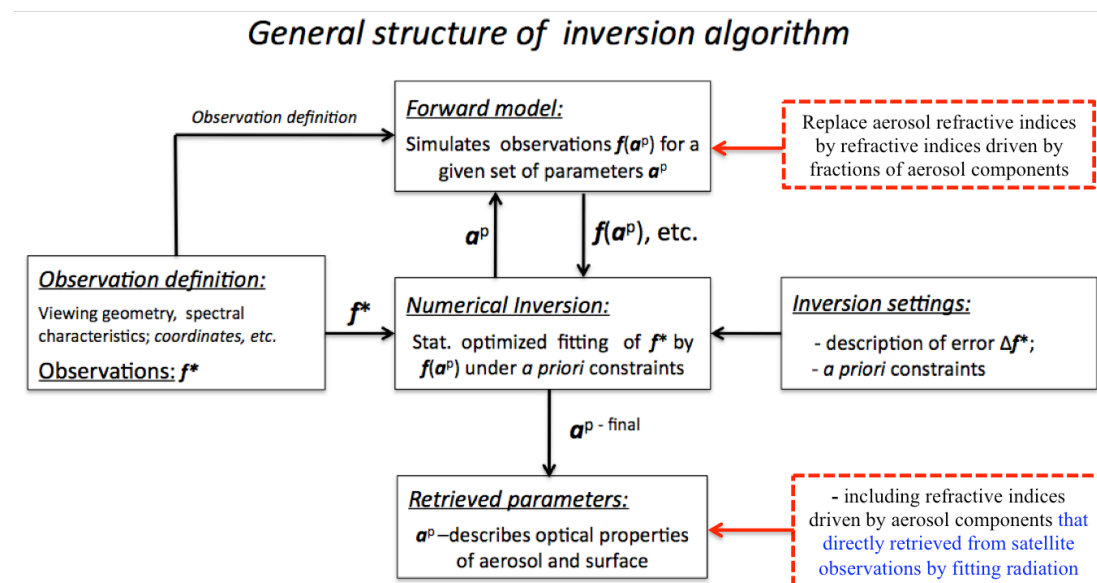 General structure of inversion algorithm
Observation definition
Forward model:
Simulates observations f(aᵖ) for a
given set of parameters aᵖ
Replace aerosol refractive indices
by refractive indices driven by
fractions of aerosol components
aᵖ
f(aᵖ), etc.
Observation definition:
Viewing geometry, spectral
characteristics; coordinates, etc.
Observations: f*
f*
Numerical Inversion:
Stat. optimized fitting of f* by
f(aᵖ) under a priori constraints
Inversion settings:
- description of error Δf*;
- a priori constraints
aᵖ ⁻ ᶠⁱⁿᵃˡ
Retrieved parameters:
aᵖ –describes optical properties
of aerosol and surface
- including refractive indices
driven by aerosol components that
directly retrieved from satellite
observations by fitting radiation